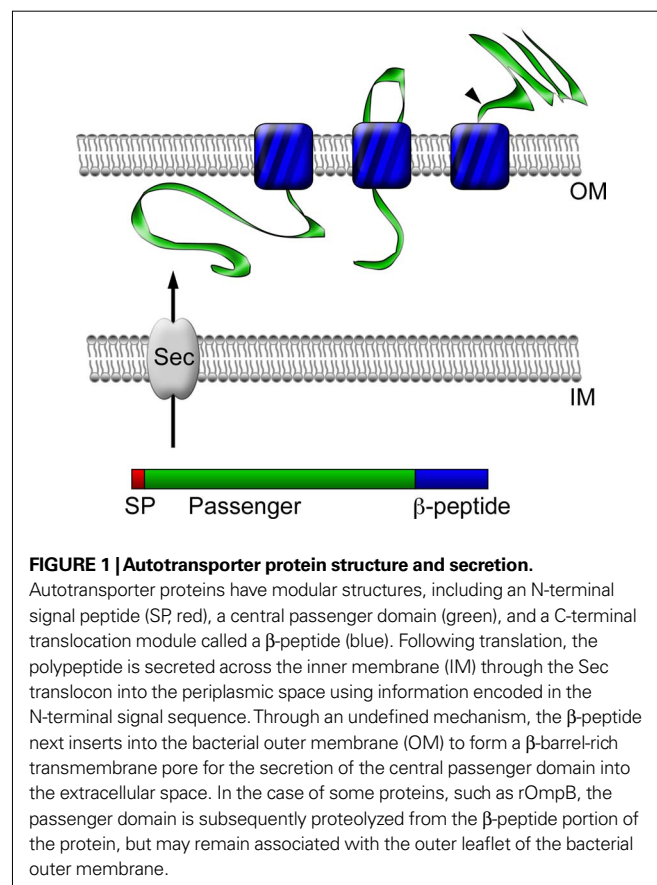 OM
Sec
IM
SP Passenger β-peptide
FIGURE 1 | Autotransporter protein structure and secretion.
Autotransporter proteins have modular structures, including an N-terminal
signal peptide (SP, red), a central passenger domain (green), and a C-terminal
translocation module called a β-peptide (blue). Following translation, the
polypeptide is secreted across the inner membrane (IM) through the Sec
translocon into the periplasmic space using information encoded in the
N-terminal signal sequence. Through an undefined mechanism, the β-peptide
next inserts into the bacterial outer membrane (OM) to form a β-barrel-rich
transmembrane pore for the secretion of the central passenger domain into
the extracellular space. In the case of some proteins, such as rOmpB, the
passenger domain is subsequently proteolyzed from the β-peptide portion of
the protein, but may remain associated with the outer leaflet of the bacterial
outer membrane.